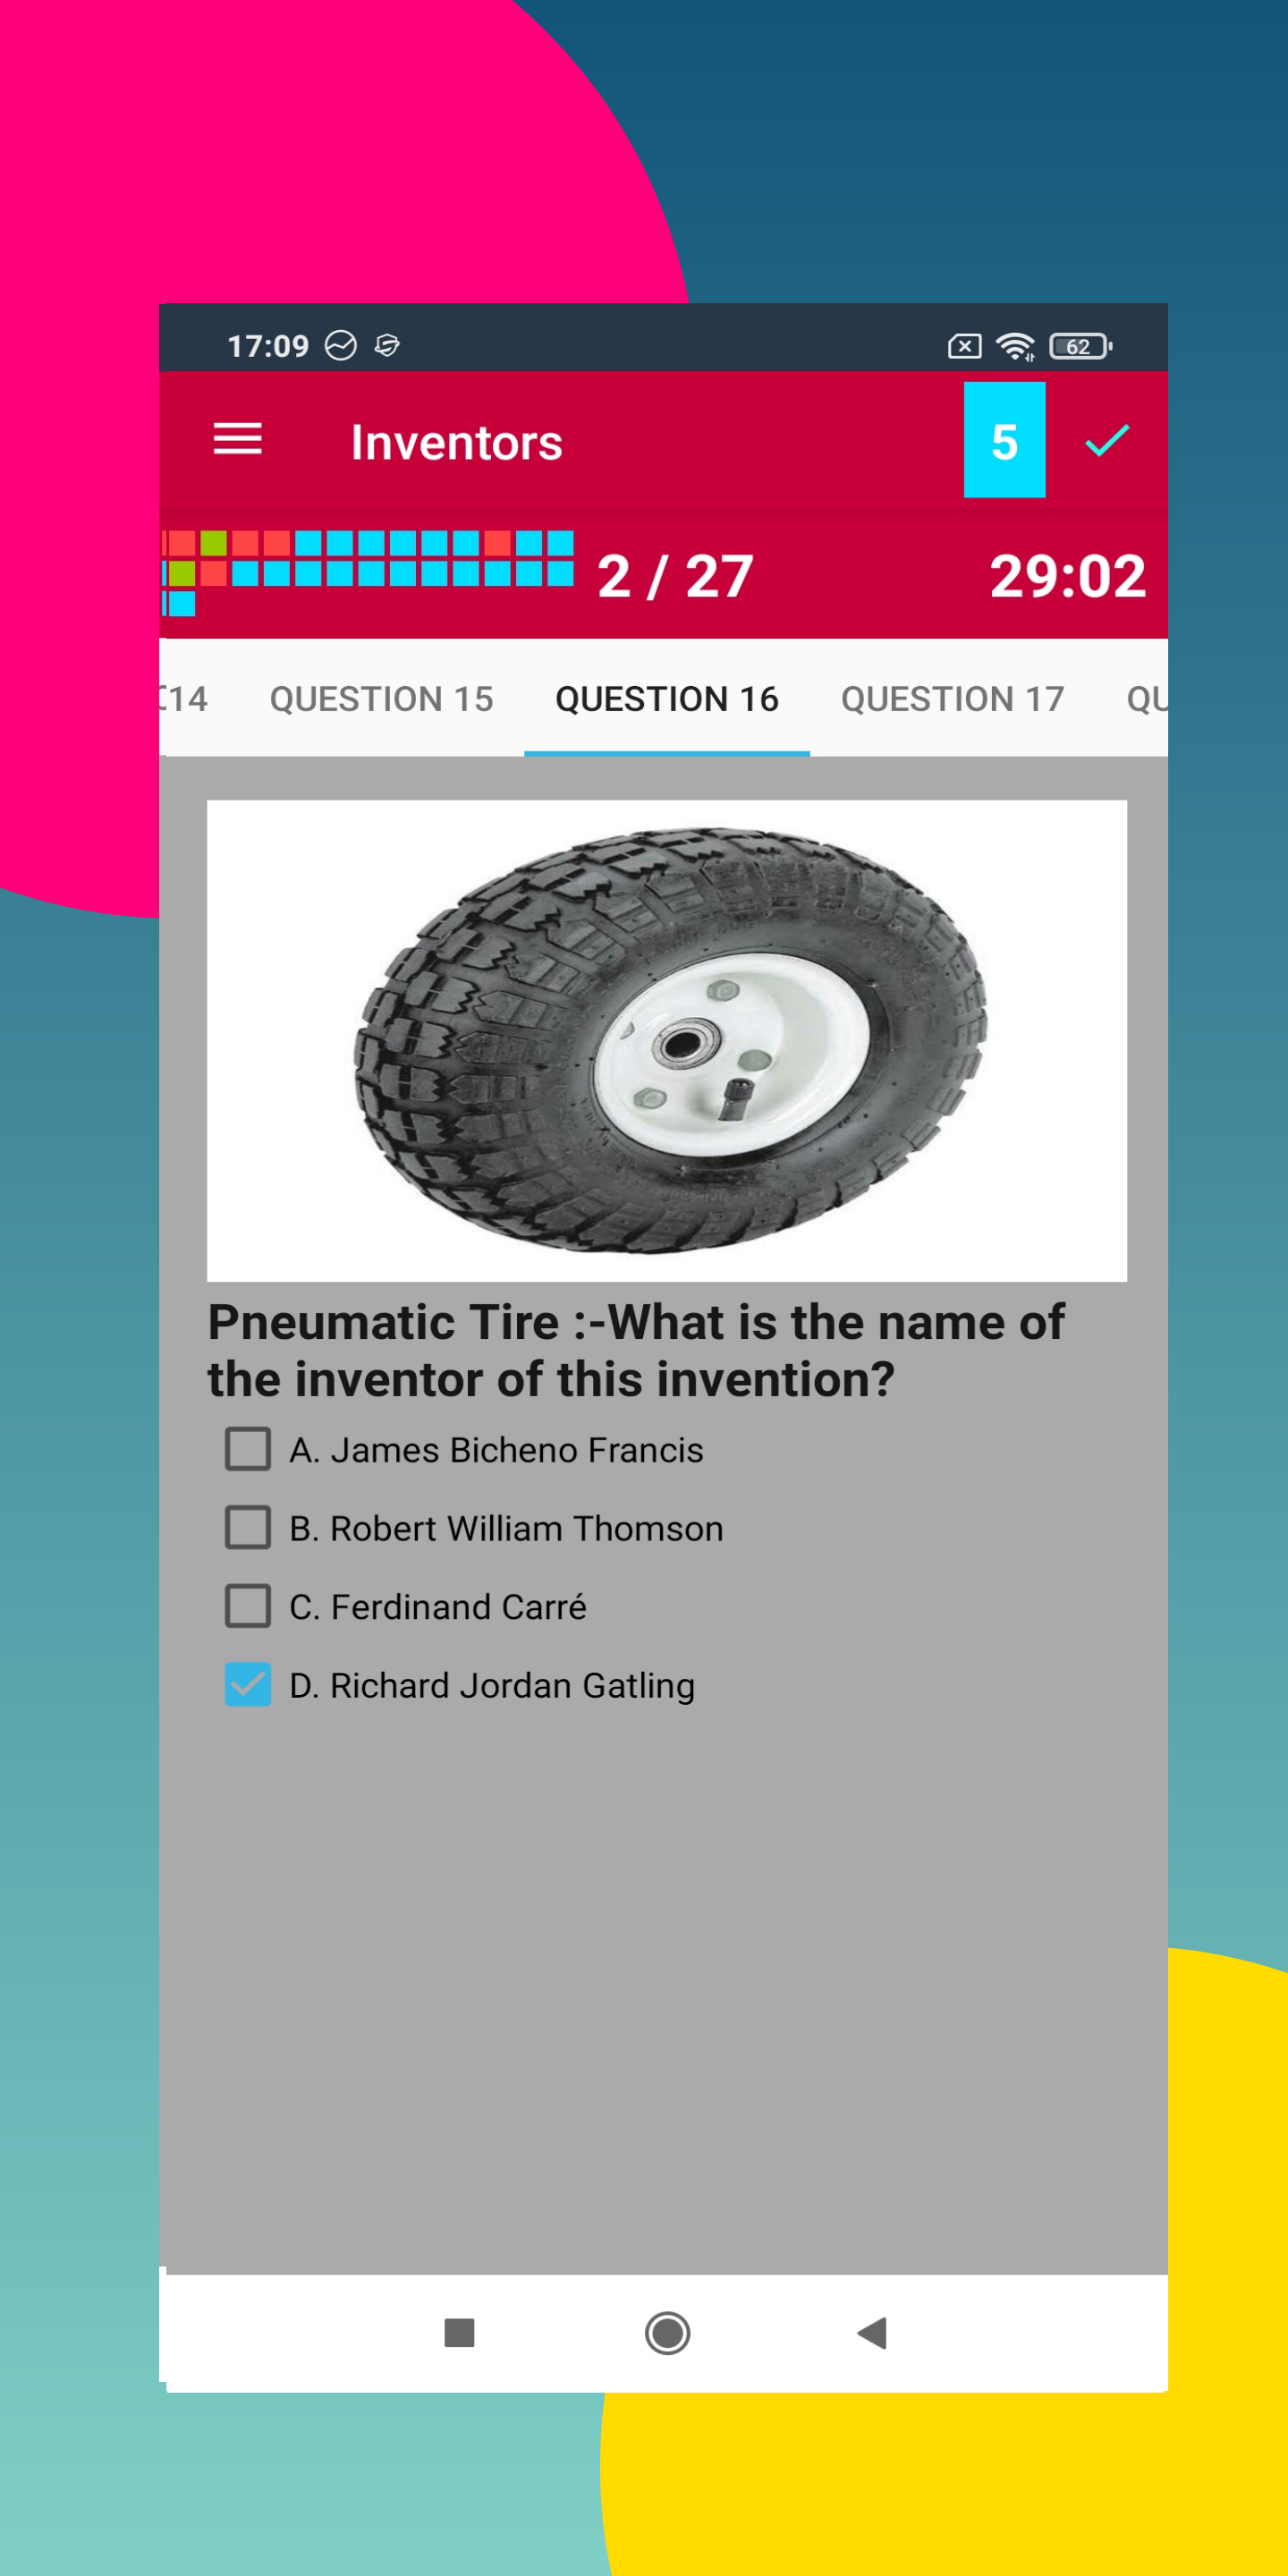 17:09
62
Inventors
5
2 / 27
29:02
14
QUESTION 15
QUESTION 16
QUESTION 17
QU
Pneumatic Tire :-What is the name of
the inventor of this invention?
A. James Bicheno Francis
B. Robert William Thomson
C. Ferdinand Carré
D. Richard Jordan Gatling